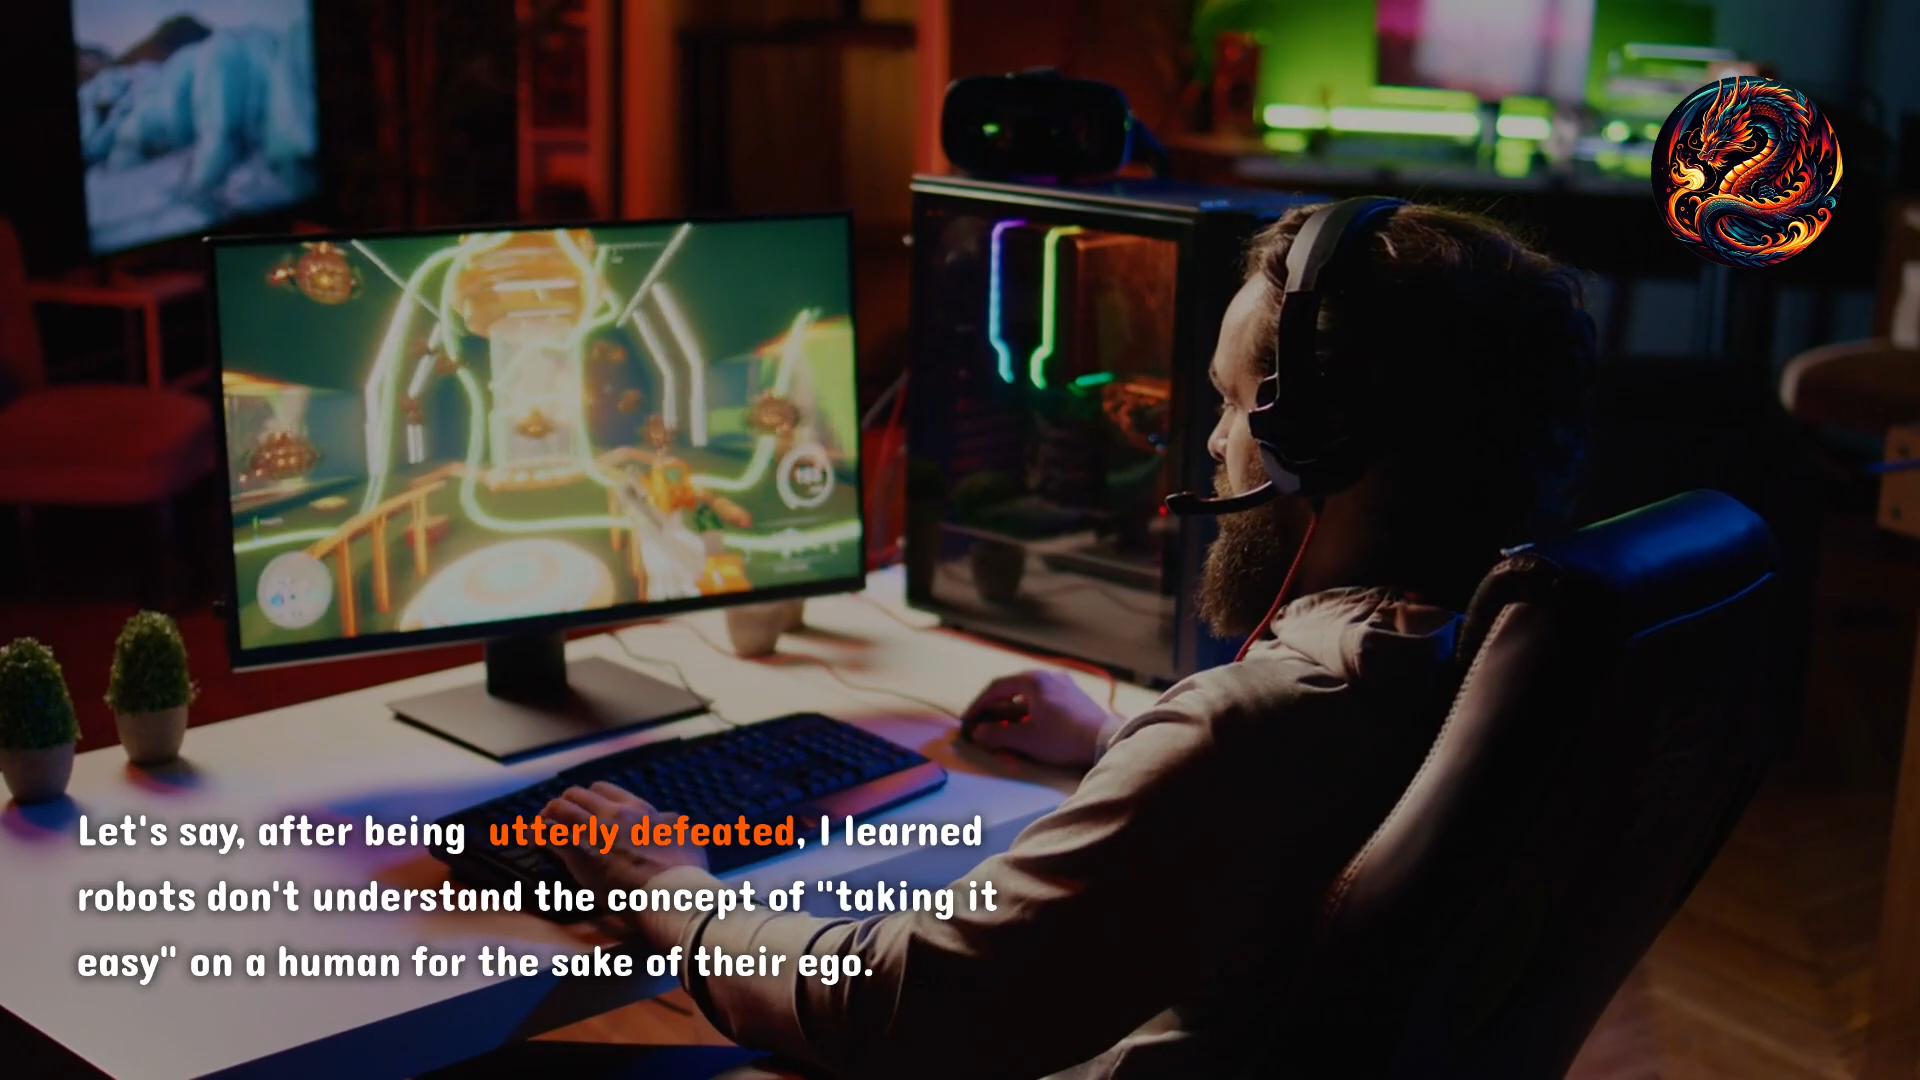 Let's say, after being utterly defeated, I learned
robots don't understand the concept of "taking it
easy" on a human for the sake of their ego.